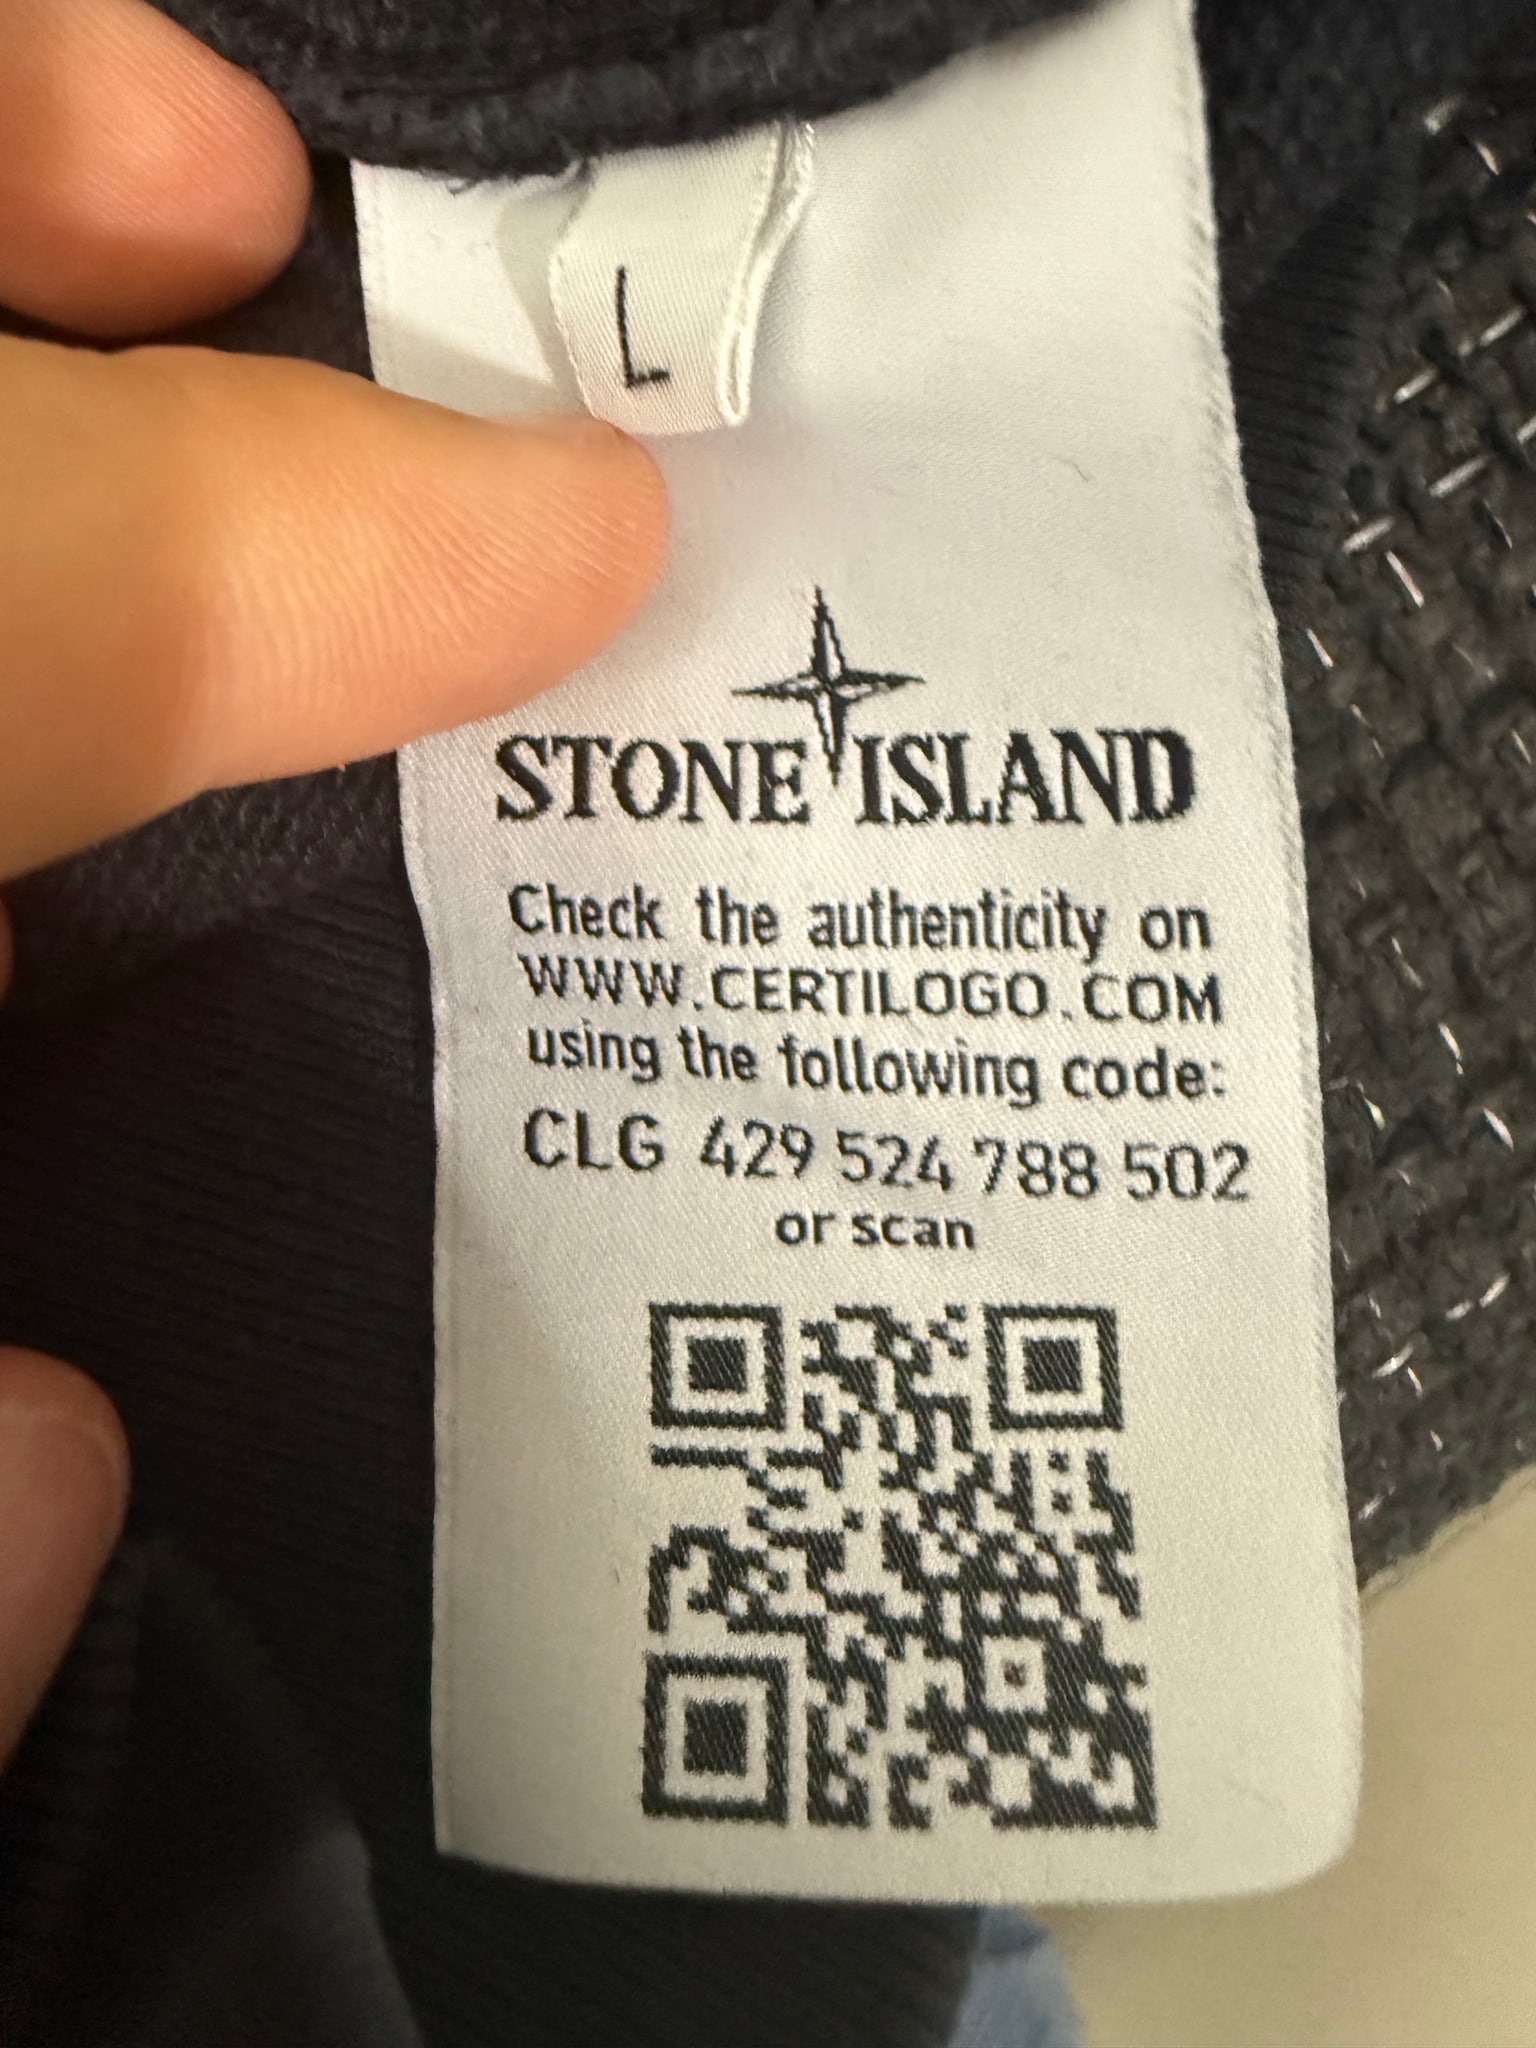 L
STONE ISLAND
Check the authenticity on
WWW.CERTILOGO.COM
using the following code:
CLG 429 524 788 502
or scan